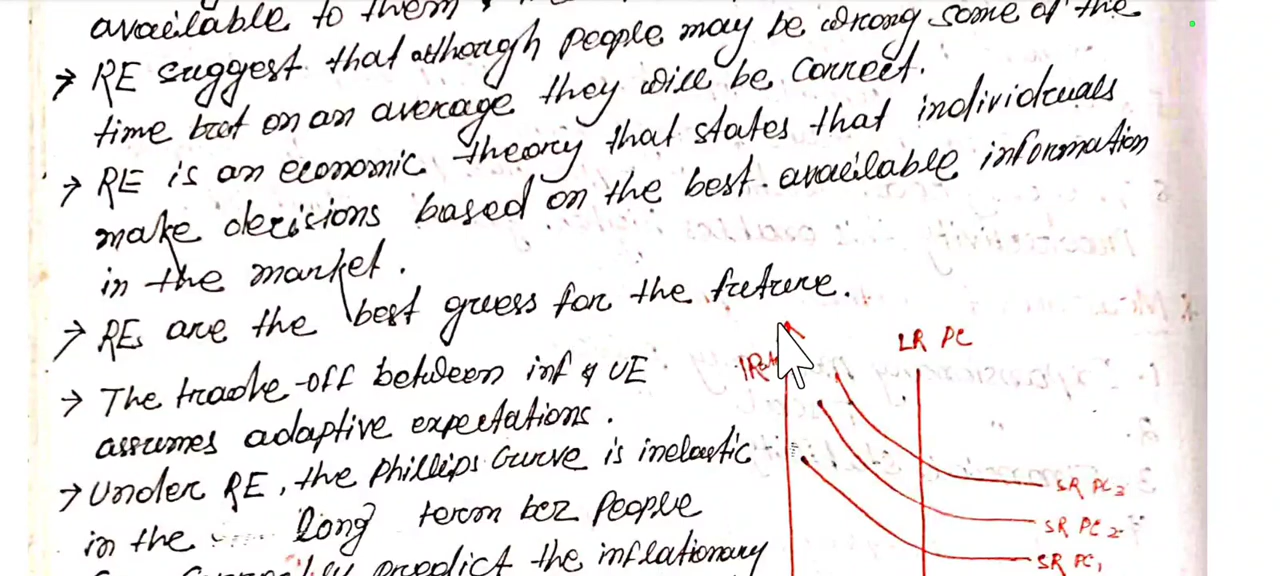 available to them
→ RE suggest that although people may be wrong some of the
time but on an average they will be correct.
→ RE is an economic theory that states that individuals
make decisions based on the best available information
in the market.
→ REs are the best guess for the future.
→ The trade-off between inf & UE
assumes adaptive expectations.
→ Under RE, the phillips Curve is inelastic
in the long term bcz People
predict the inflationary
LR PC
SR PC3
SR PC2
SR PC1